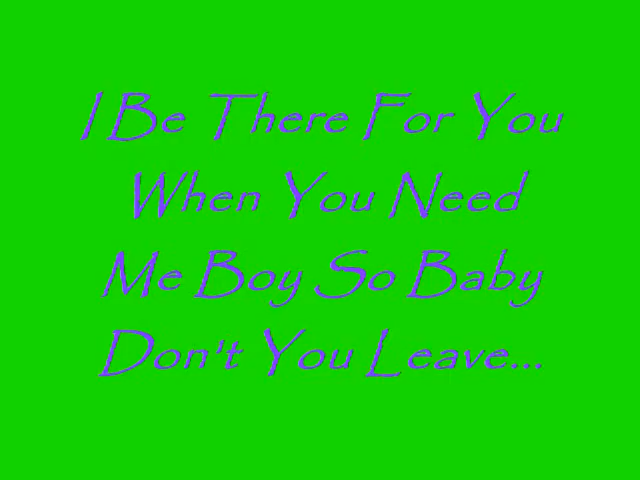 I Be There For You
When You Need
Me Boy So Baby
Don't You Leave...